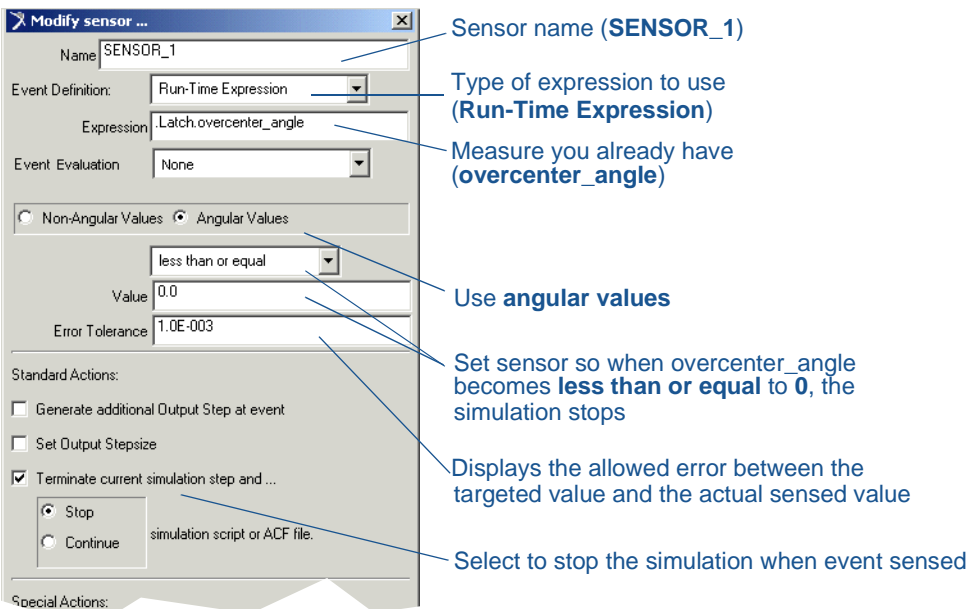 Modify sensor ...
Name SENSOR_1
Event Definition: Run-Time Expression
Expression .Latch.overcenter_angle
Event Evaluation None
Non-Angular Values Angular Values
less than or equal
Value 0.0
Error Tolerance 1.0E-003
Standard Actions:
Generate additional Output Step at event
Set Output Stepsize
Terminate current simulation step and ...
Stop
Continue
simulation script or ACF file.
Special Actions:
Sensor name (SENSOR_1)
Type of expression to use
(Run-Time Expression)
Measure you already have
(overcenter_angle)
Use angular values
Set sensor so when overcenter_angle
becomes less than or equal to 0, the
simulation stops
Displays the allowed error between the
targeted value and the actual sensed value
Select to stop the simulation when event sensed